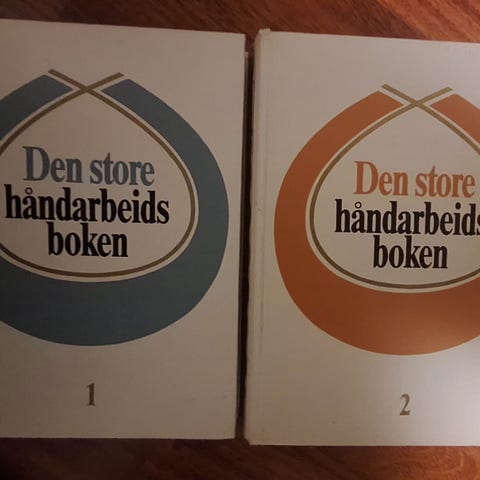 Den store
håndarbeids
boken
1
Den store
håndarbeids
boken
2